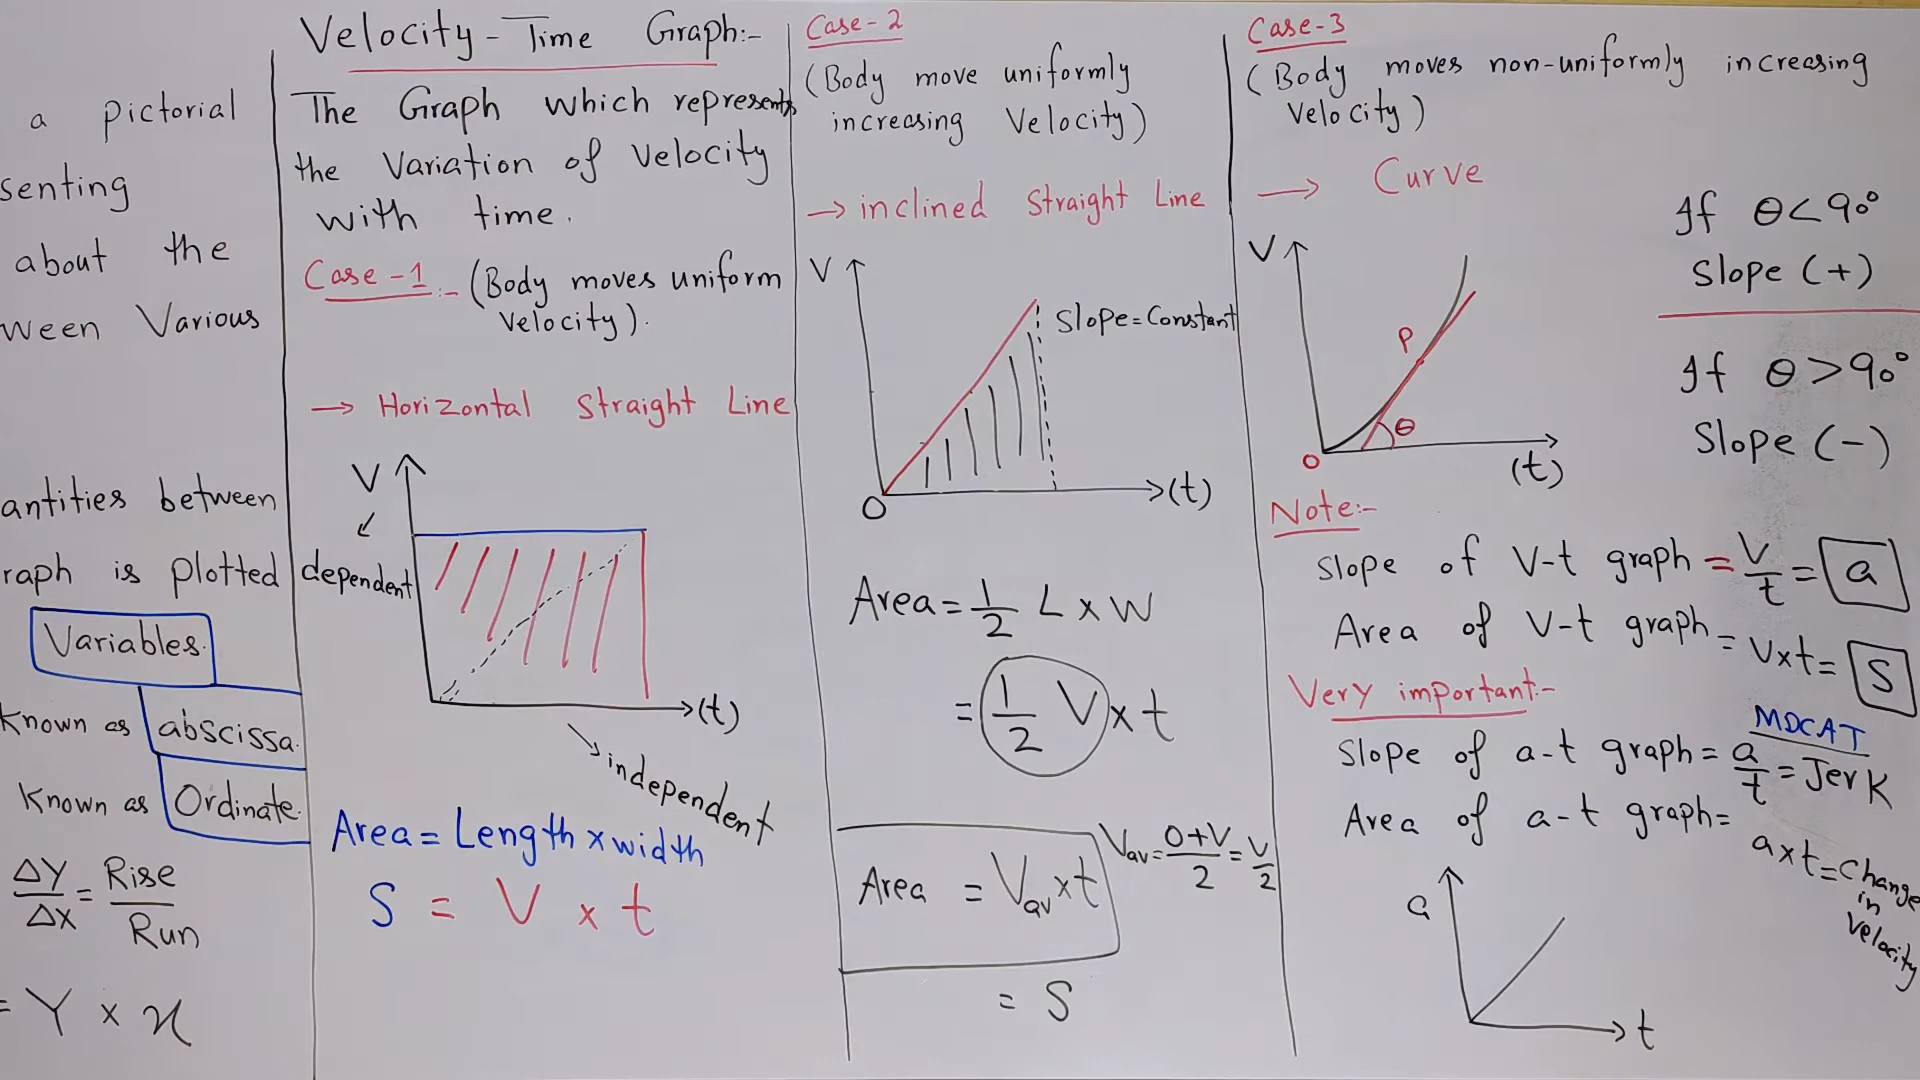 a pictorial
senting
about the
ween Various
antities between
raph is plotted
Variables.
Known as abscissa.
Known as Ordinate.
ΔY/ΔX = Rise/Run
= Y × x
Velocity - Time Graph:-
The Graph which represents
the Variation of Velocity
with time.
Case-1:- (Body moves uniform
Velocity).
→ Horizontal Straight Line
V
dependent
→(t)
independent
Area = Length × width
S = V × t
Case-2
(Body move uniformly
increasing Velocity)
→ inclined Straight Line
V
Slope = Constant
O
→(t)
Area = 1/2 L × W
= 1/2 V × t
Area = Vav × t
Vav = 0+V/2 = V/2
= S
Case-3
(Body moves non-uniformly increasing
Velocity)
→ Curve
V
P
θ
O
(t)
If θ < 90°
Slope (+)
If θ > 90°
Slope (-)
Note:-
Slope of V-t graph = V/t = a
Area of V-t graph = V×t = S
Very important:-
MDCAT
Slope of a-t graph = a/t = Jerk
Area of a-t graph =
a×t = Change
in
Velocity
a
t